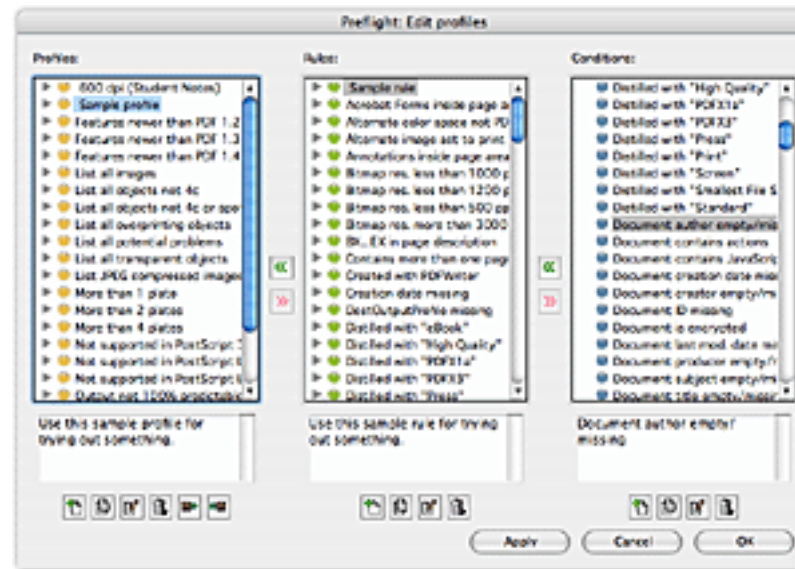 Preflight: Edit profiles
Profiles:
600 dpi (Student Notes)
Sample profile
Features newer than PDF 1.2
Features newer than PDF 1.3
Features newer than PDF 1.4
List all images
List all objects not 4c
List all objects not 4c or spo
List all overprinting objects
List all potential problems
List all transparent objects
List JPEG compressed images
More than 1 plate
More than 2 plates
More than 4 plates
Not supported in PostScript
Not supported in PostScript
Not supported in PostScript
Output not 100% predictable
Use this sample profile for
trying out something.
Rules:
Sample rule
Acrobat Forms inside page a
Alternate color space not PD
Alternate image set to print
Annotations inside page area
Bitmap res. less than 1000 p
Bitmap res. less than 1200 p
Bitmap res. less than 500 pp
Bitmap res. more than 3000
BX.. EX in page description
Contains more than one page
Created with PDFWriter
Creation date missing
DestOutputProfile missing
Distilled with "eBook"
Distilled with "High Quality"
Distilled with "PDFX1a"
Distilled with "PDFX3"
Distilled with "Press"
Use this sample rule for trying
out something.
Conditions:
Distilled with "High Quality"
Distilled with "PDFX1a"
Distilled with "PDFX3"
Distilled with "Press"
Distilled with "Print"
Distilled with "Screen"
Distilled with "Smallest File S
Distilled with "Standard"
Document author empty/mis
Document contains actions
Document contains JavaScrip
Document creation date miss
Document creator empty/mi
Document ID missing
Document is encrypted
Document last mod. date mi
Document producer empty/
Document subject empty/mi
Document title empty/missin
Document author empty/
missing
Apply
Cancel
OK